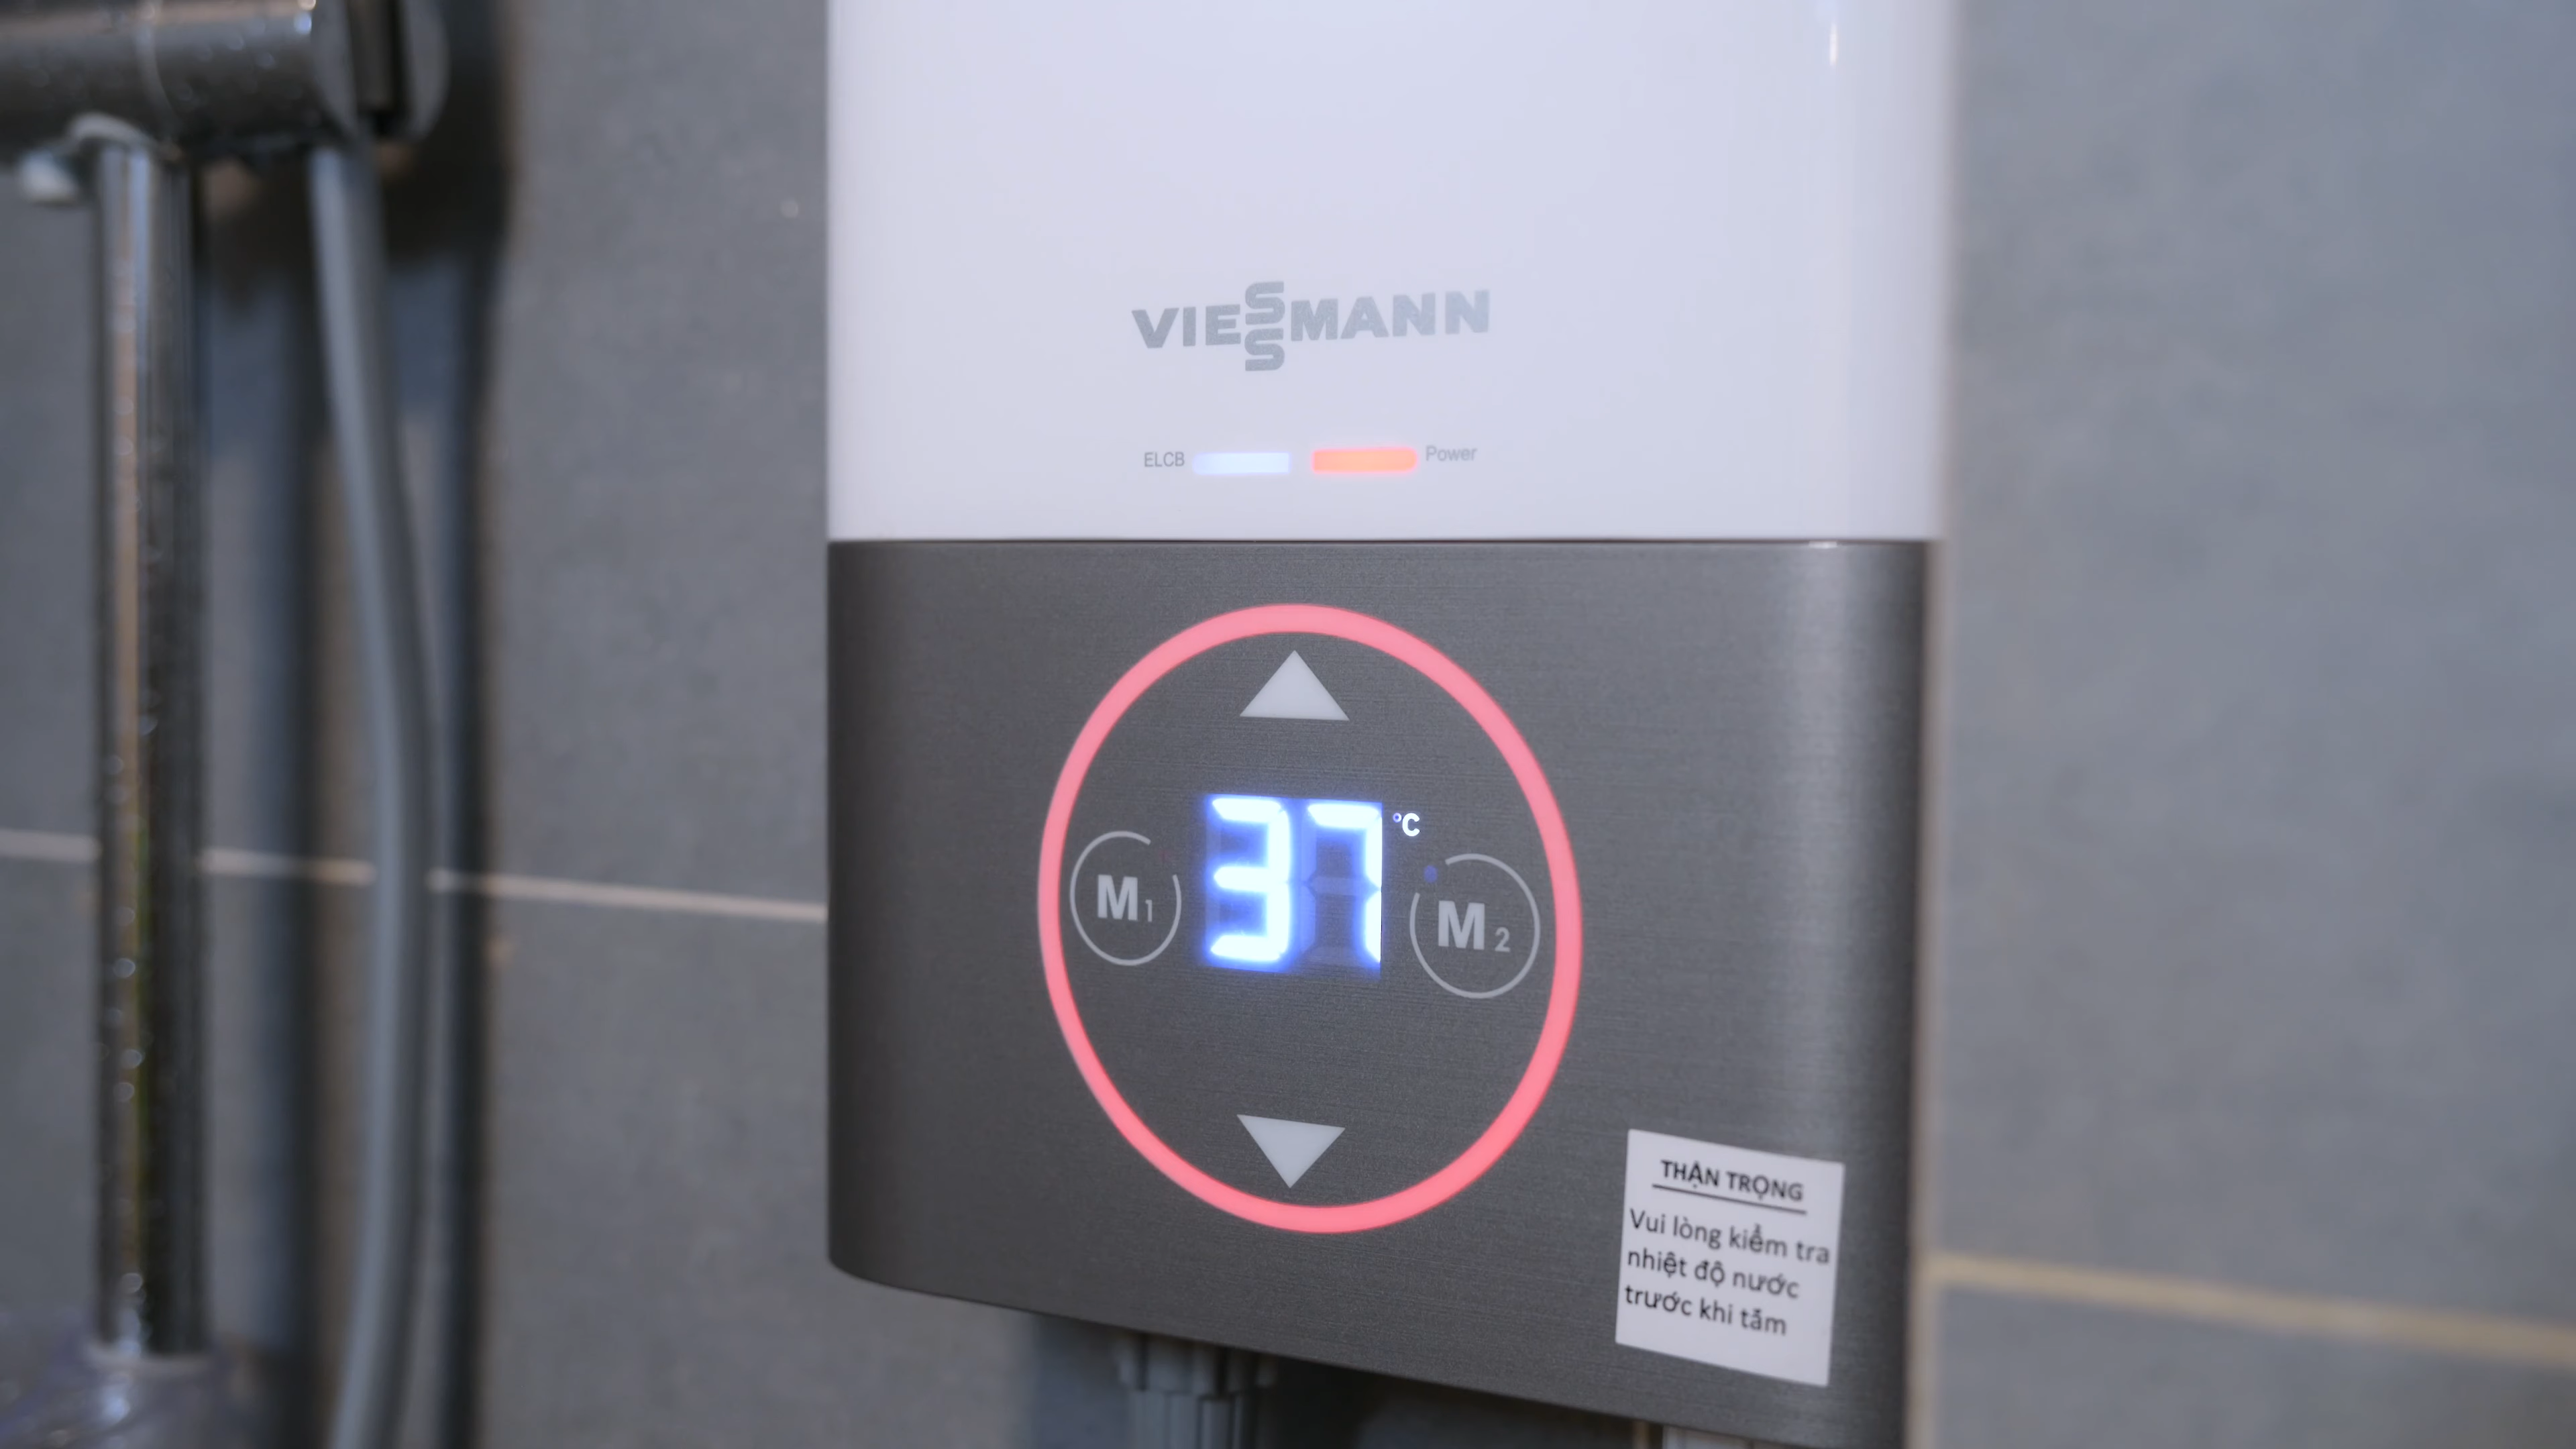 VIESSMANN
ELCB Power
37 °C
M1 M2
THẬN TRỌNG
Vui lòng kiểm tra
nhiệt độ nước
trước khi tắm